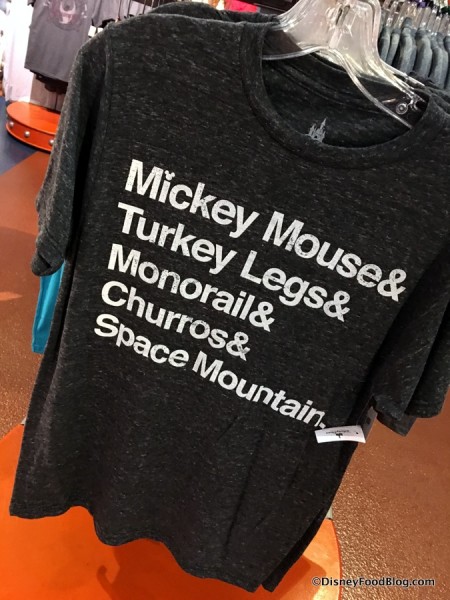 Mickey Mouse&
Turkey Legs&
Monorail&
Churros&
Space Mountain.
©DisneyFoodBlog.com